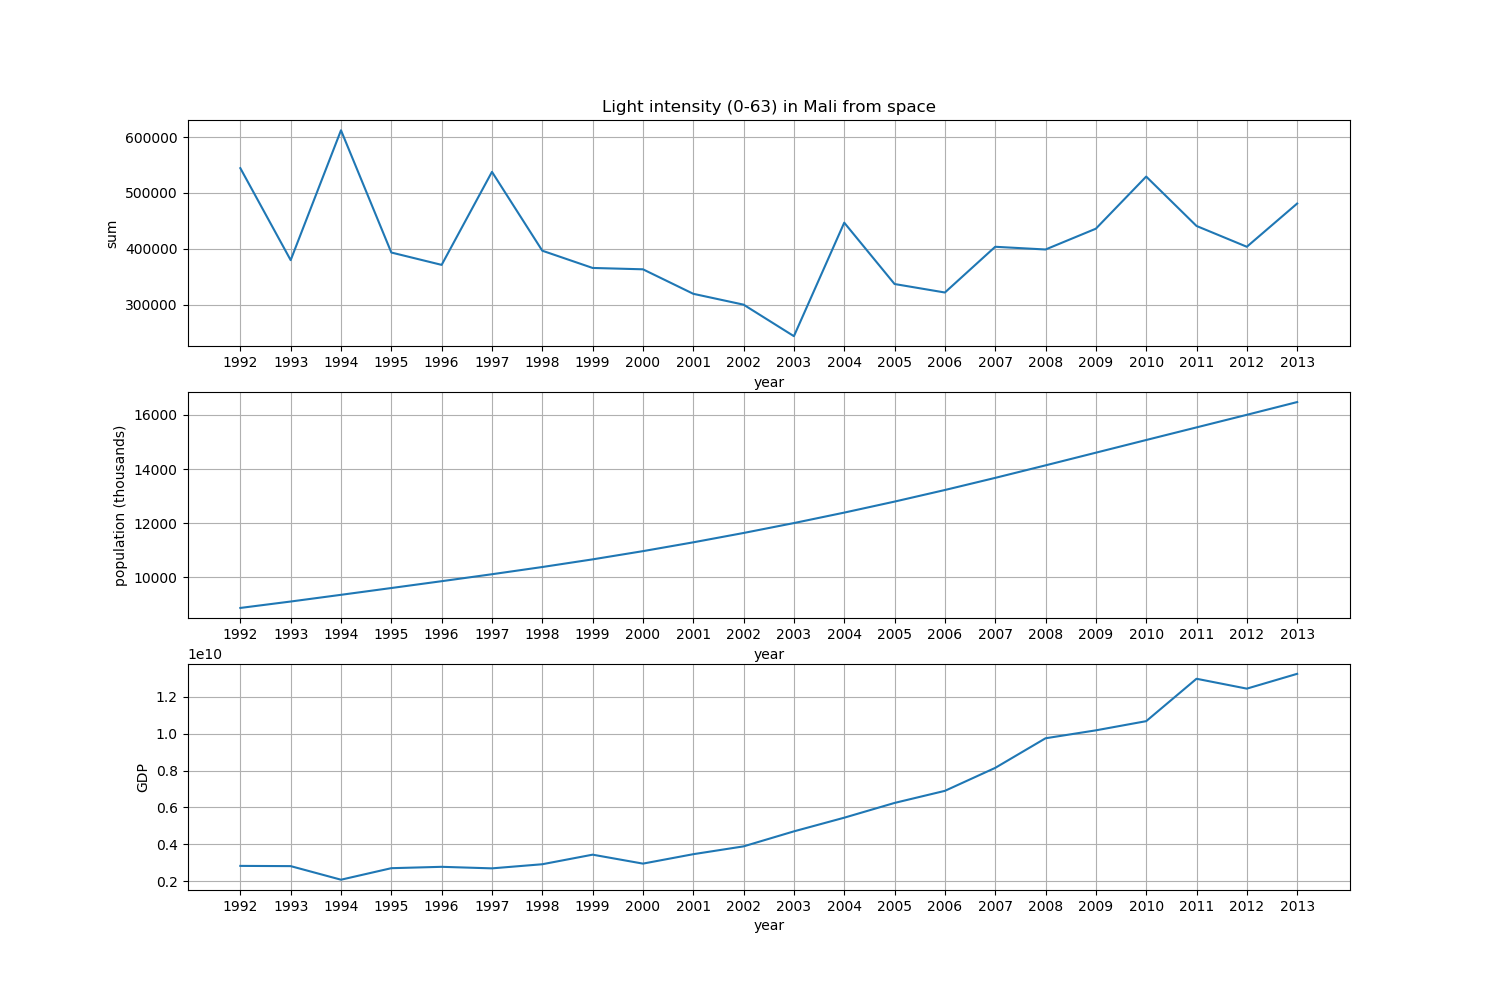 Light intensity (0-63) in Mali from space
600000
500000
400000
300000
sum
1992 1993 1994 1995 1996 1997 1998 1999 2000 2001 2002 2003 2004 2005 2006 2007 2008 2009 2010 2011 2012 2013
year
16000
14000
12000
10000
population (thousands)
1992 1993 1994 1995 1996 1997 1998 1999 2000 2001 2002 2003 2004 2005 2006 2007 2008 2009 2010 2011 2012 2013
year
1e10
1.2
1.0
0.8
0.6
0.4
0.2
GDP
1992 1993 1994 1995 1996 1997 1998 1999 2000 2001 2002 2003 2004 2005 2006 2007 2008 2009 2010 2011 2012 2013
year